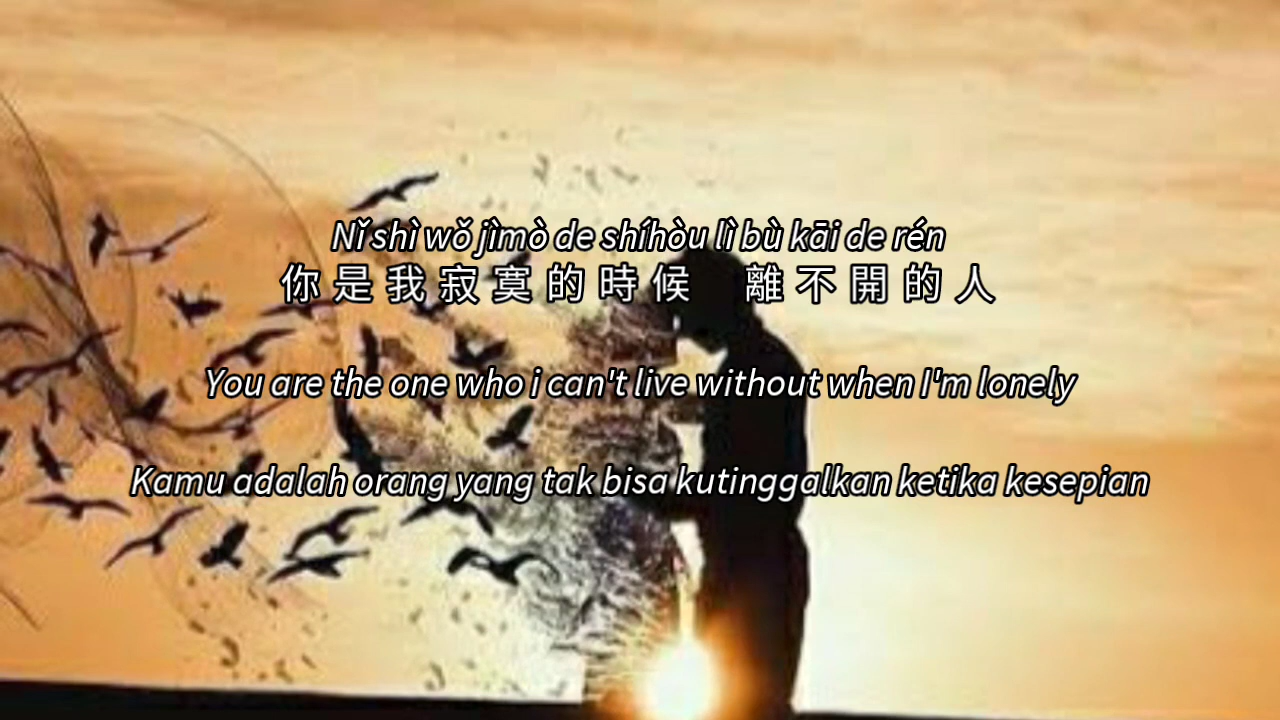 Nǐ shì wǒ jìmò de shíhòu lì bù kāi de rén
你是我寂寞的時候 離不開的人
You are the one who i can't live without when I'm lonely
Kamu adalah orang yang tak bisa kutinggalkan ketika kesepian